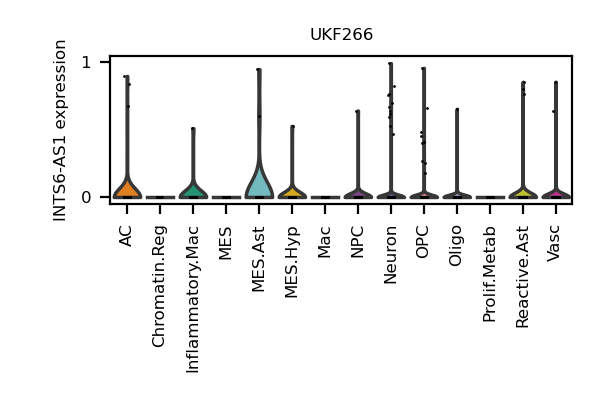 UKF266
INTS6-AS1 expression
1
0
AC
Chromatin.Reg
Inflammatory.Mac
MES
MES.Ast
MES.Hyp
Mac
NPC
Neuron
OPC
Oligo
Prolif.Metab
Reactive.Ast
Vasc